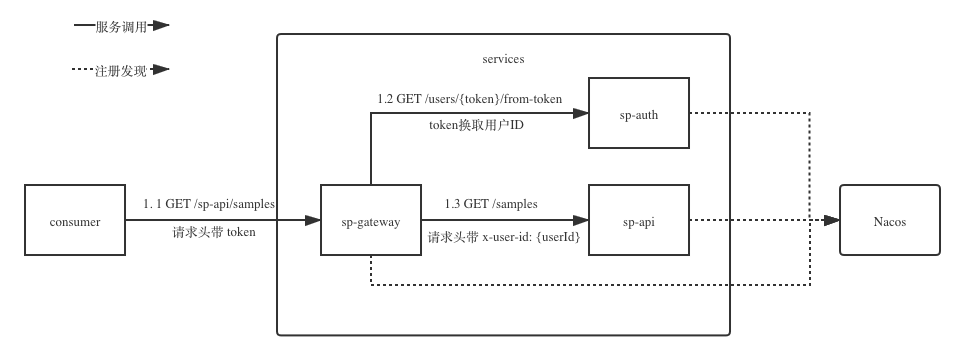 服务调用
注册发现
services
1.2 GET /users/{token}/from-token
token换取用户ID
sp-auth
consumer
1. 1 GET /sp-api/samples
请求头带 token
sp-gateway
1.3 GET /samples
请求头带 x-user-id: {userId}
sp-api
Nacos